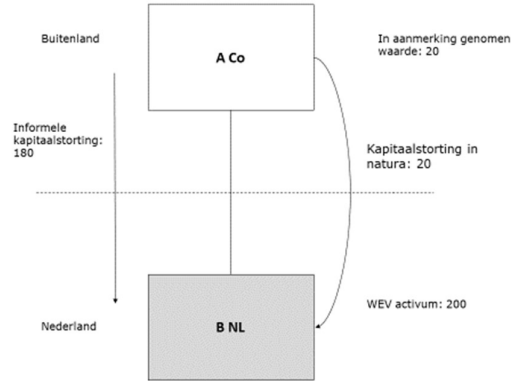 Buitenland
A Co
In aanmerking genomen
waarde: 20
Informele
kapitaalstorting:
180
Kapitaalstorting in
natura: 20
WEV activum: 200
Nederland
B NL